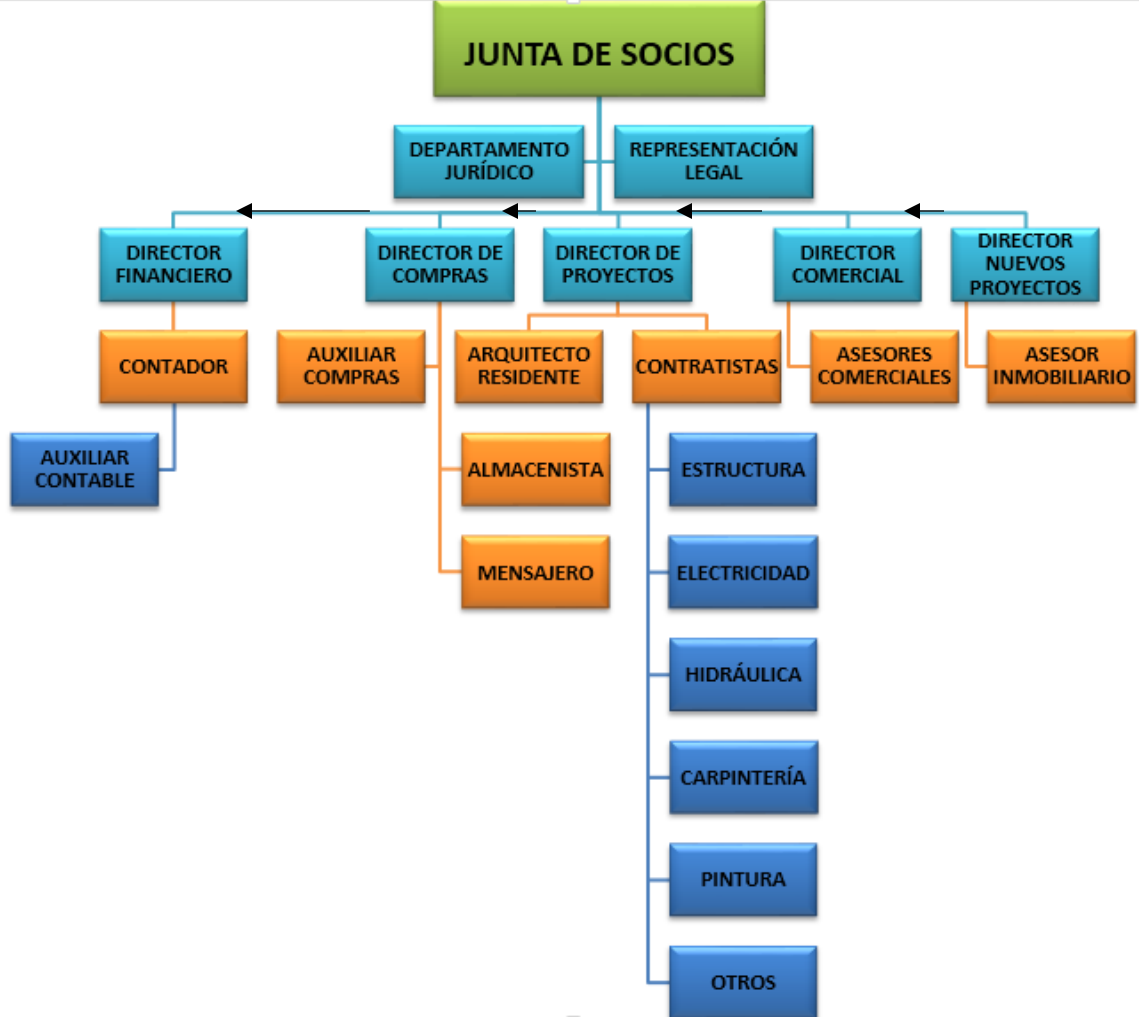 JUNTA DE SOCIOS
DEPARTAMENTO
JURÍDICO
REPRESENTACIÓN
LEGAL
DIRECTOR
FINANCIERO
DIRECTOR DE
COMPRAS
DIRECTOR DE
PROYECTOS
DIRECTOR
COMERCIAL
DIRECTOR
NUEVOS
PROYECTOS
CONTADOR
AUXILIAR
COMPRAS
ARQUITECTO
RESIDENTE
CONTRATISTAS
ASESORES
COMERCIALES
ASESOR
INMOBILIARIO
AUXILIAR
CONTABLE
ALMACENISTA
ESTRUCTURA
MENSAJERO
ELECTRICIDAD
HIDRÁULICA
CARPINTERÍA
PINTURA
OTROS